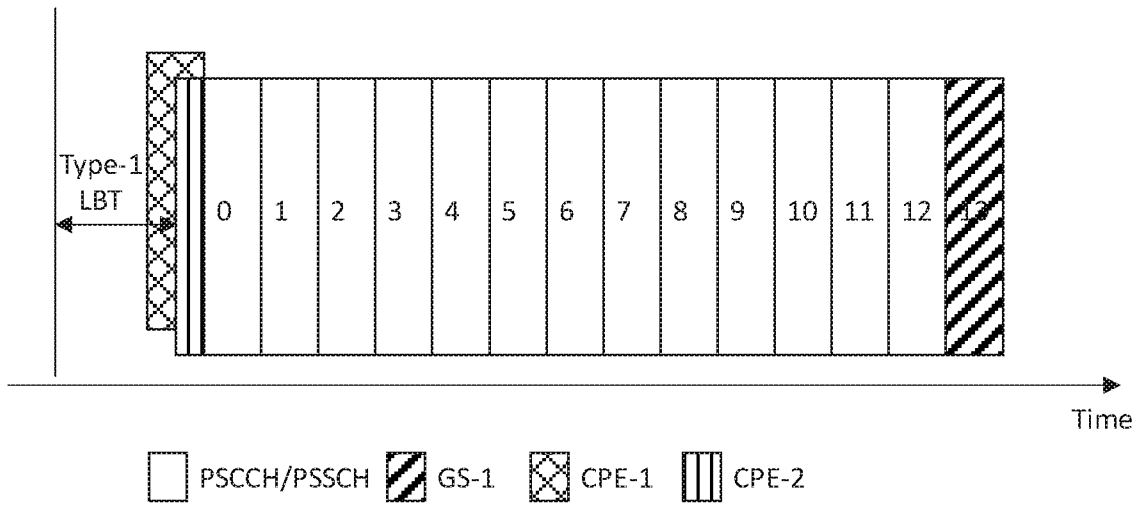 Type-1
LBT
0 1 2 3 4 5 6 7 8 9 10 11 12 13
Time
PSCCH/PSSCH GS-1 CPE-1 CPE-2